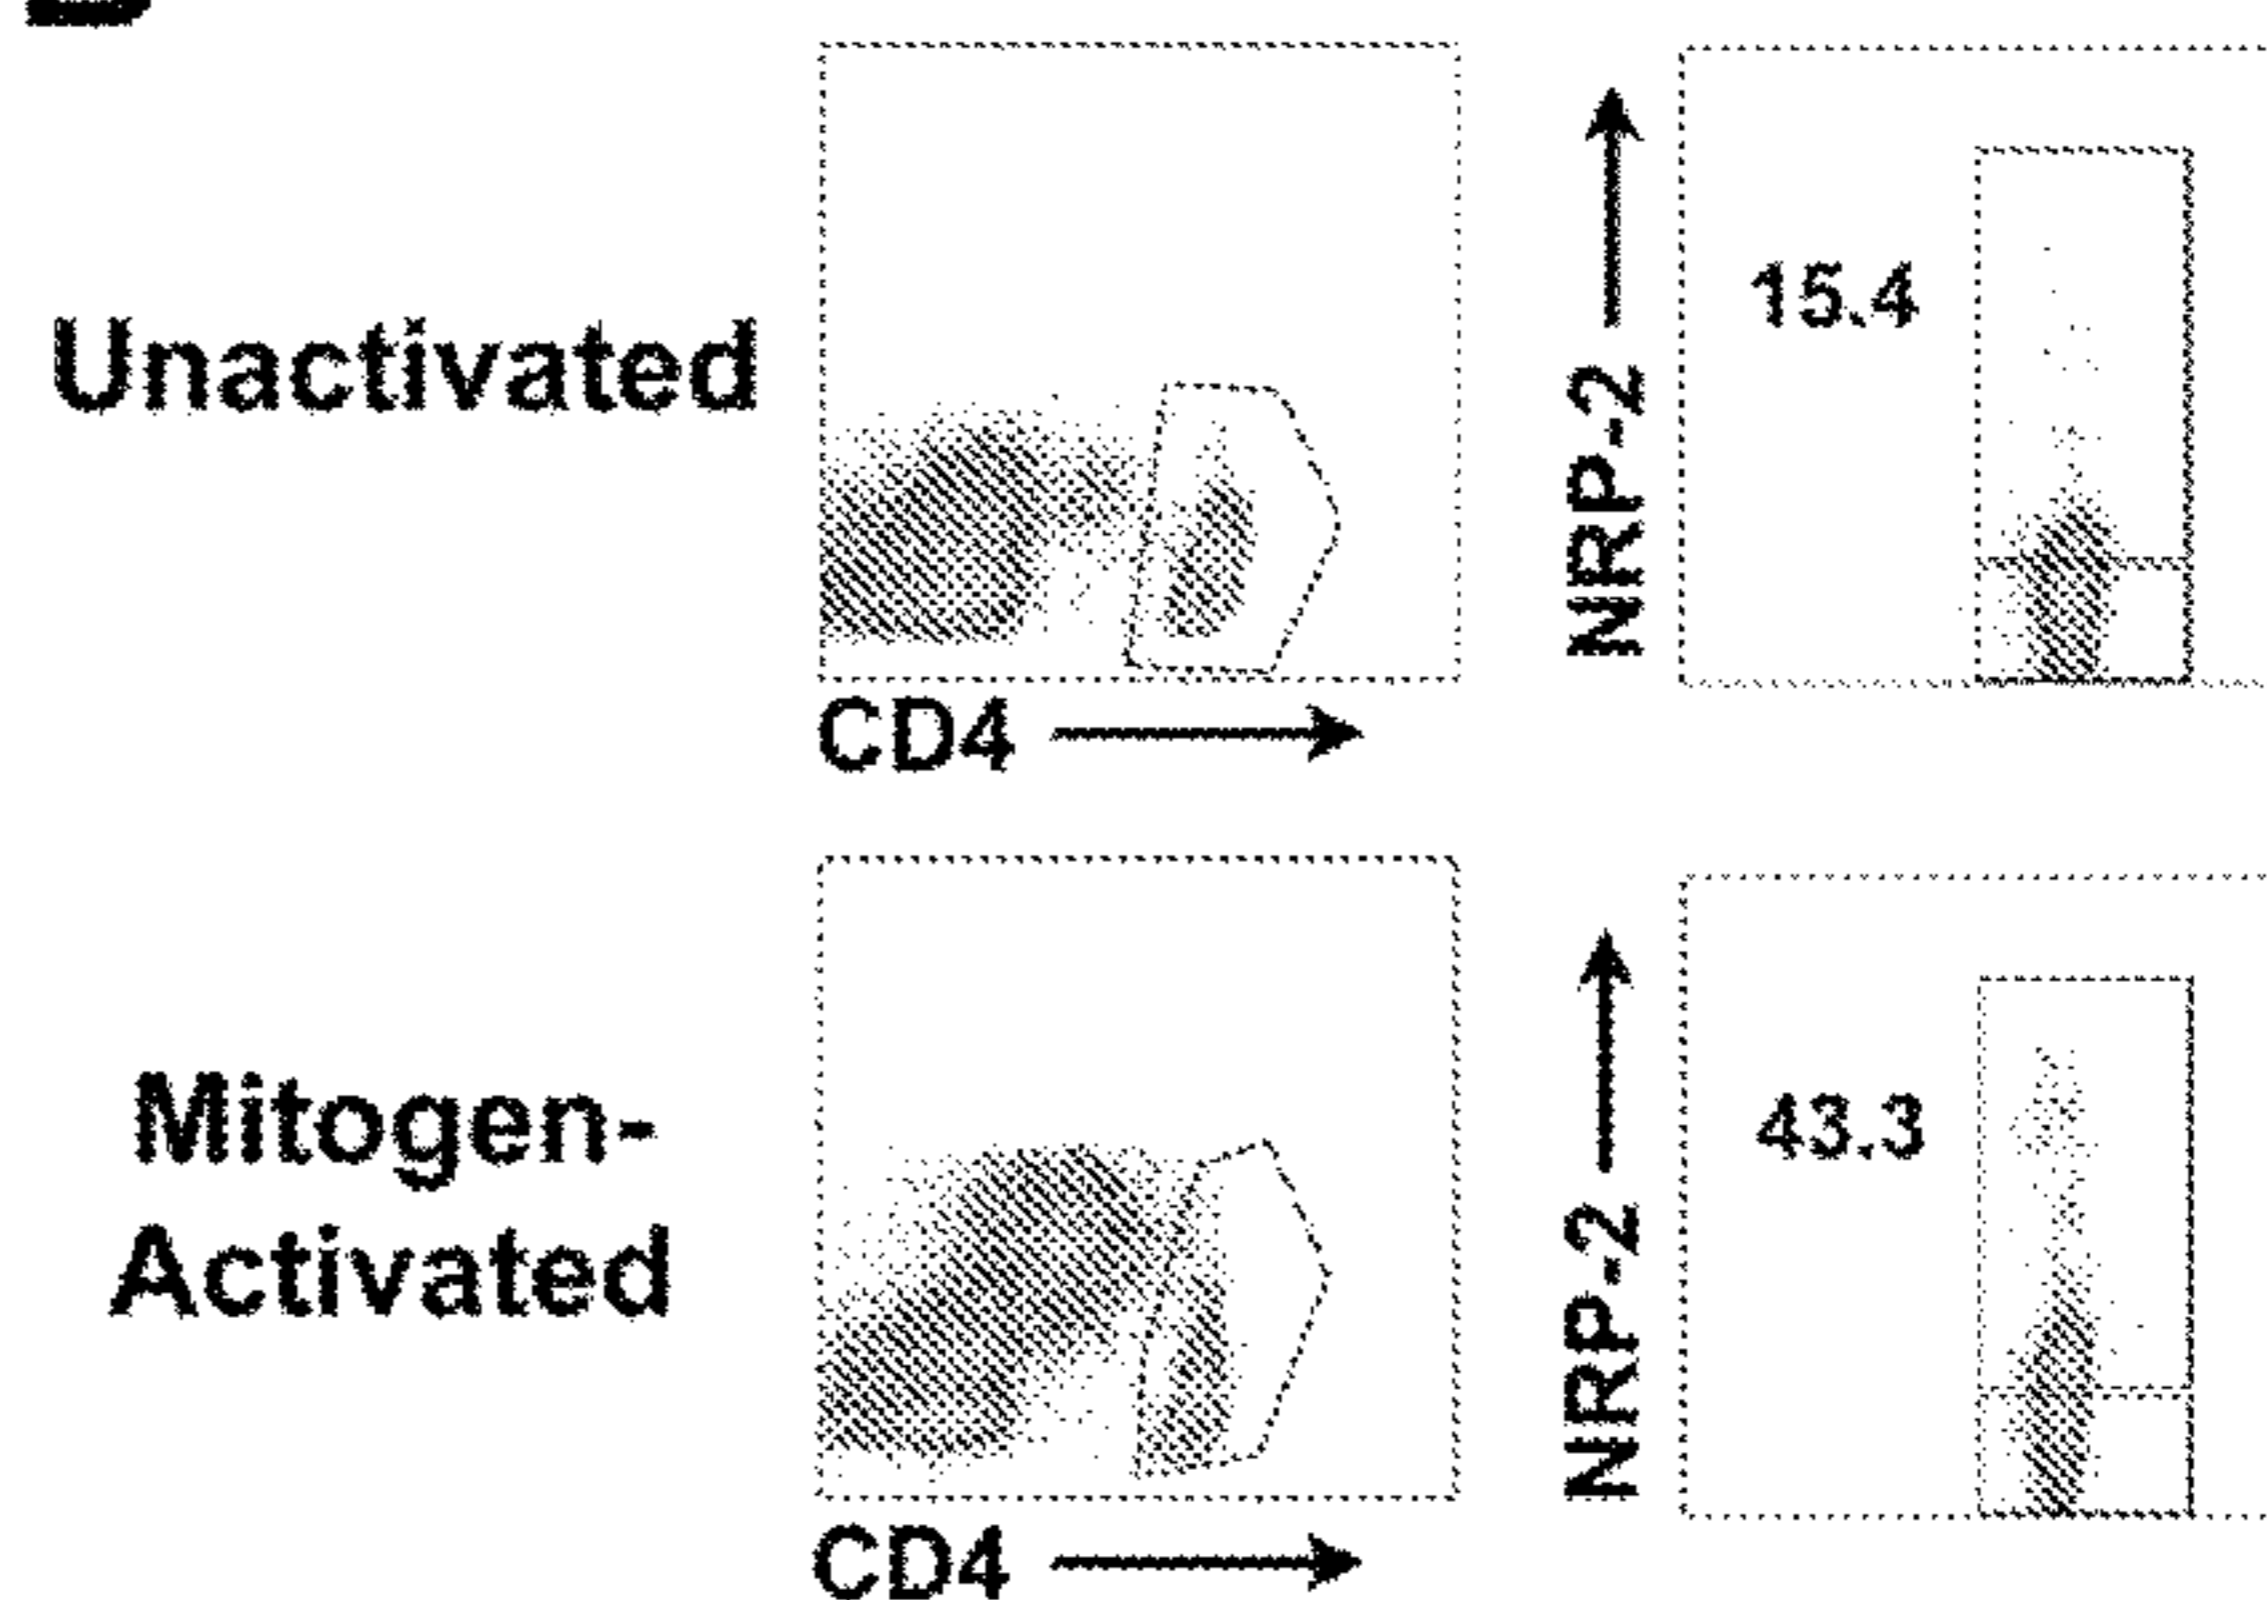 Unactivated
CD4
NRP-2
15.4
Mitogen-
Activated
CD4
NRP-2
43.3